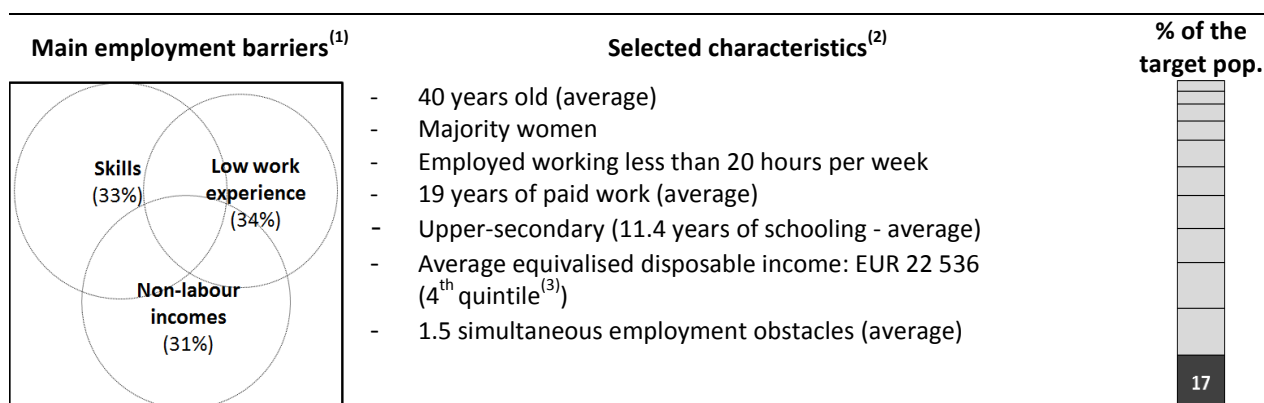 Main employment barriers(1)
Selected characteristics(2)
% of the
target pop.
Skills
(33%)
Low work
experience
(34%)
Non-labour
incomes
(31%)
- 40 years old (average)
- Majority women
- Employed working less than 20 hours per week
- 19 years of paid work (average)
- Upper-secondary (11.4 years of schooling - average)
- Average equivalised disposable income: EUR 22 536
(4th quintile(3))
- 1.5 simultaneous employment obstacles (average)
17